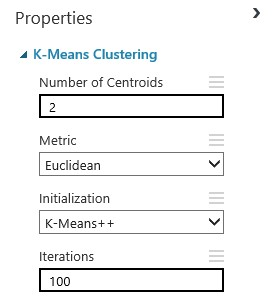 Properties
K-Means Clustering
Number of Centroids
2
Metric
Euclidean
Initialization
K-Means++
Iterations
100